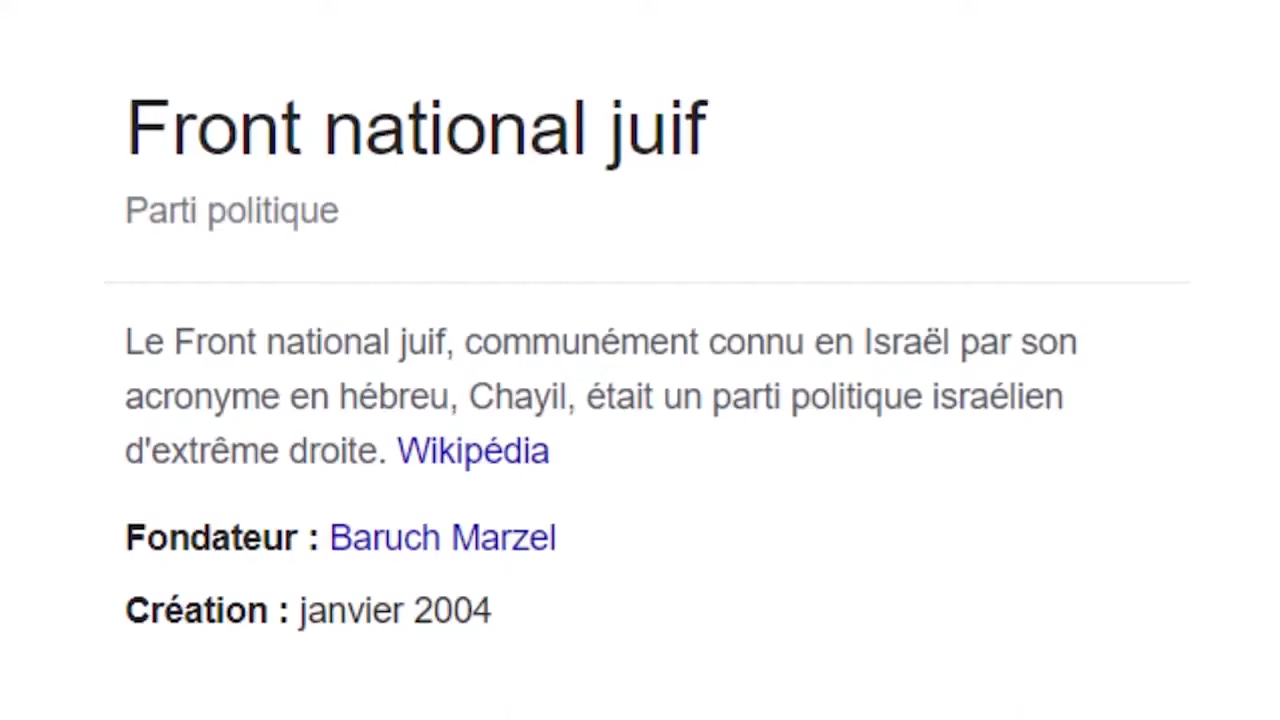 Front national juif
Parti politique
Le Front national juif, communément connu en Israël par son
acronyme en hébreu, Chayil, était un parti politique israélien
d'extrême droite. Wikipédia
Fondateur : Baruch Marzel
Création : janvier 2004